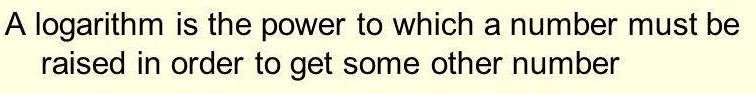 A logarithm is the power to which a number must be
raised in order to get some other number